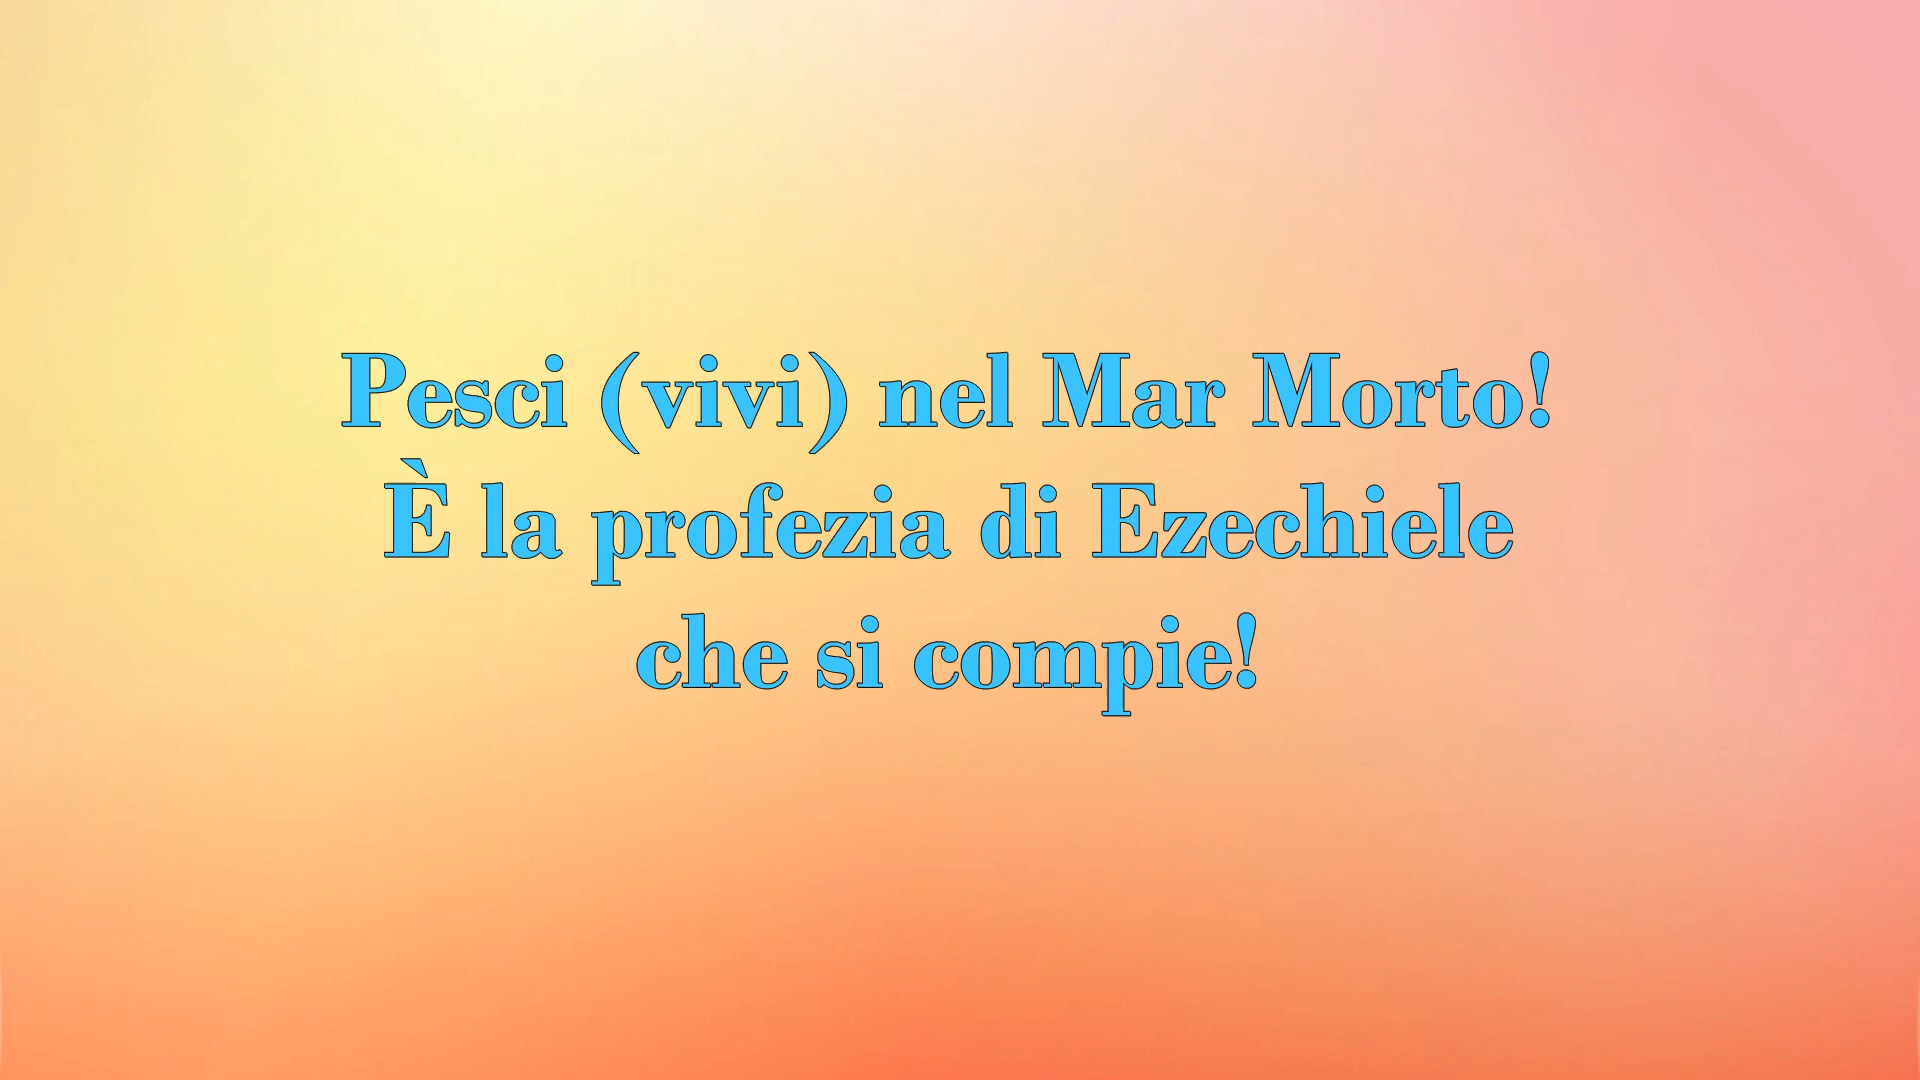 Pesci (vivi) nel Mar Morto!
È la profezia di Ezechiele
che si compie!